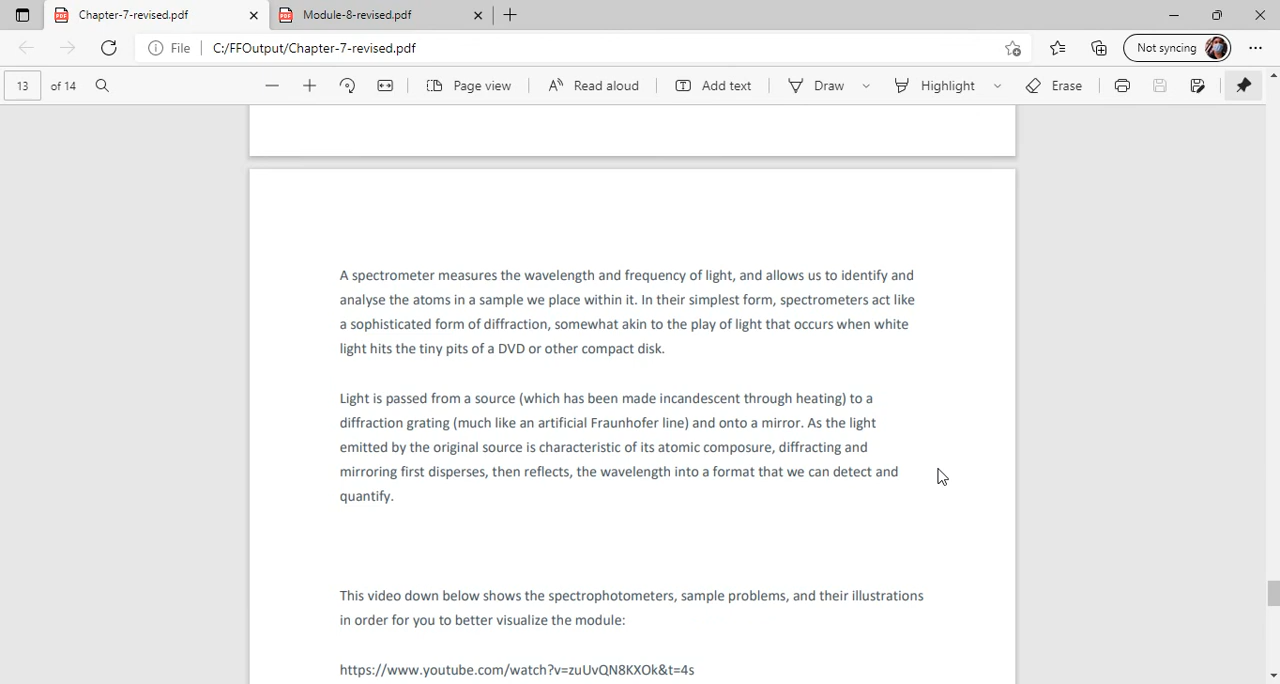 Chapter-7-revised.pdf
Module-8-revised.pdf
File
C:/FFOutput/Chapter-7-revised.pdf
Not syncing
13 of 14
Page view
Read aloud
Add text
Draw
Highlight
Erase
A spectrometer measures the wavelength and frequency of light, and allows us to identify and
analyse the atoms in a sample we place within it. In their simplest form, spectrometers act like
a sophisticated form of diffraction, somewhat akin to the play of light that occurs when white
light hits the tiny pits of a DVD or other compact disk.
Light is passed from a source (which has been made incandescent through heating) to a
diffraction grating (much like an artificial Fraunhofer line) and onto a mirror. As the light
emitted by the original source is characteristic of its atomic composure, diffracting and
mirroring first disperses, then reflects, the wavelength into a format that we can detect and
quantify.
This video down below shows the spectrophotometers, sample problems, and their illustrations
in order for you to better visualize the module:
https://www.youtube.com/watch?v=zuUvQN8KXOk&t=4s